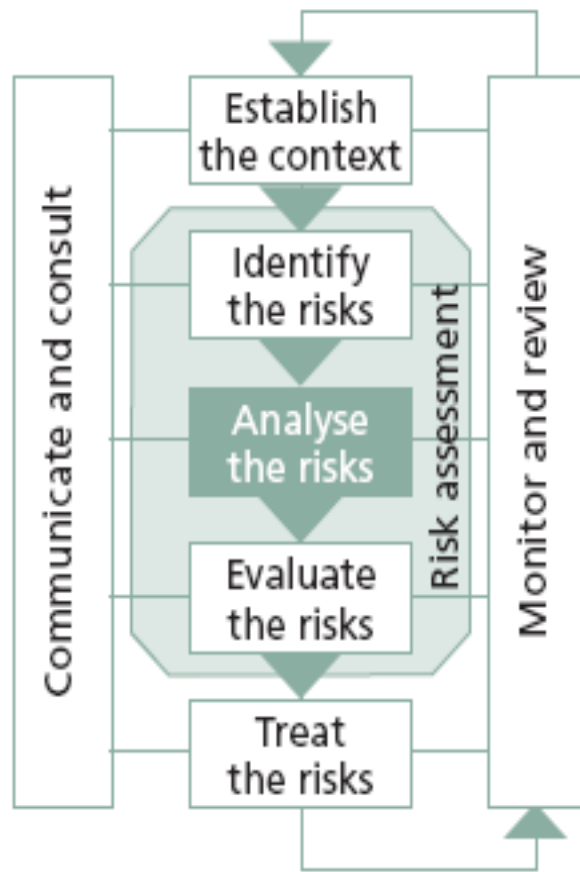 Communicate and consult
Establish
the context
Identify
the risks
Analyse
the risks
Evaluate
the risks
Risk assessment
Treat
the risks
Monitor and review